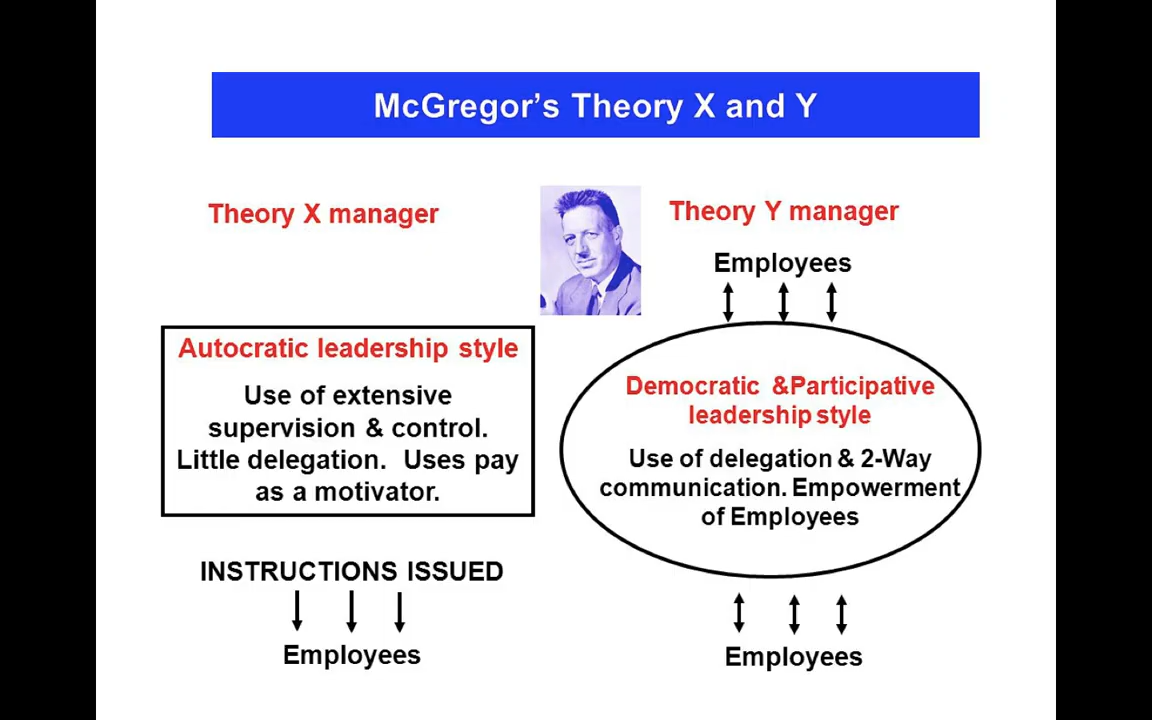 McGregor's Theory X and Y
Theory X manager
Autocratic leadership style
Use of extensive
supervision & control.
Little delegation.  Uses pay
as a motivator.
INSTRUCTIONS ISSUED
Employees
Theory Y manager
Employees
Democratic &Participative
leadership style
Use of delegation & 2-Way
communication. Empowerment
of Employees
Employees